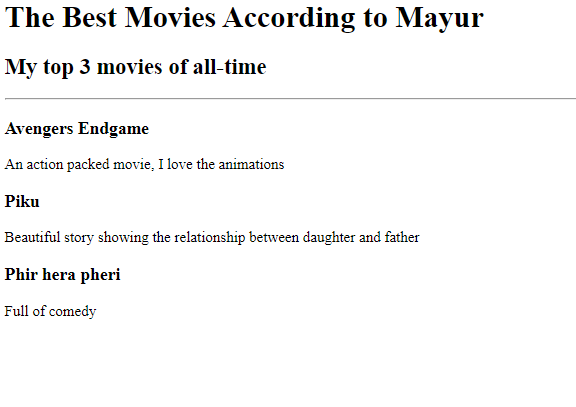 The Best Movies According to Mayur
My top 3 movies of all-time
Avengers Endgame
An action packed movie, I love the animations
Piku
Beautiful story showing the relationship between daughter and father
Phir hera pheri
Full of comedy